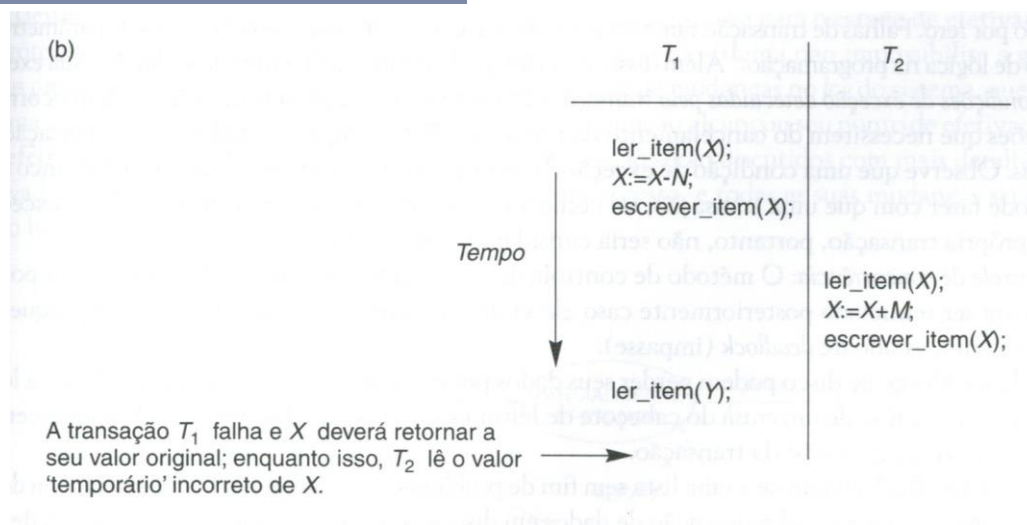 (b)
T1 T2
ler_item(X);
X:=X-N;
escrever_item(X);
Tempo
ler_item(X);
X:=X+M;
escrever_item(X);
ler_item(Y);
A transação T1 falha e X deverá retornar a
seu valor original; enquanto isso, T2 lê o valor
'temporário' incorreto de X.